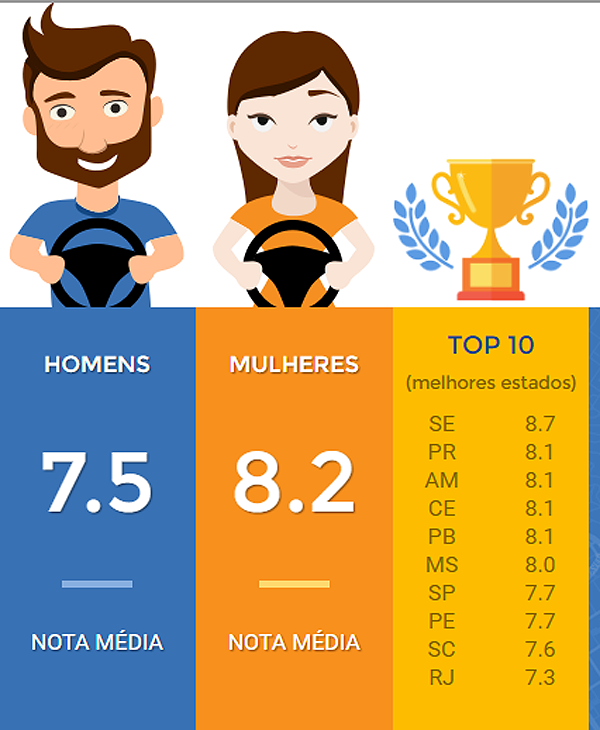 HOMENS
7.5
NOTA MÉDIA
MULHERES
8.2
NOTA MÉDIA
TOP 10
(melhores estados)
SE 8.7
PR 8.1
AM 8.1
CE 8.1
PB 8.1
MS 8.0
SP 7.7
PE 7.7
SC 7.6
RJ 7.3